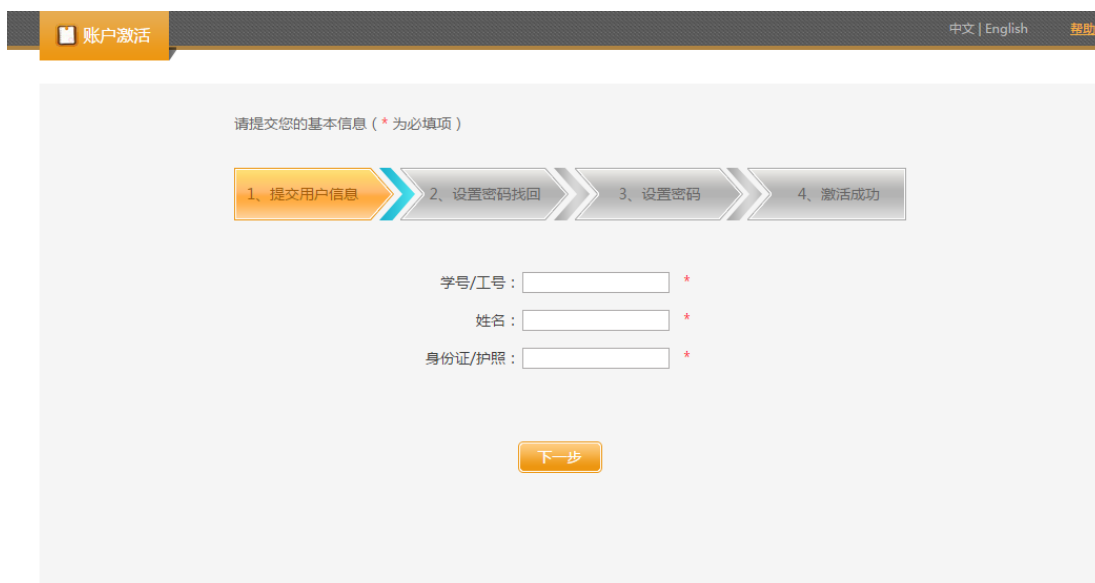 账户激活
中文 | English 帮助
请提交您的基本信息（* 为必填项）
1、提交用户信息 2、设置密码找回 3、设置密码 4、激活成功
学号/工号： *
姓名： *
身份证/护照： *
下一步